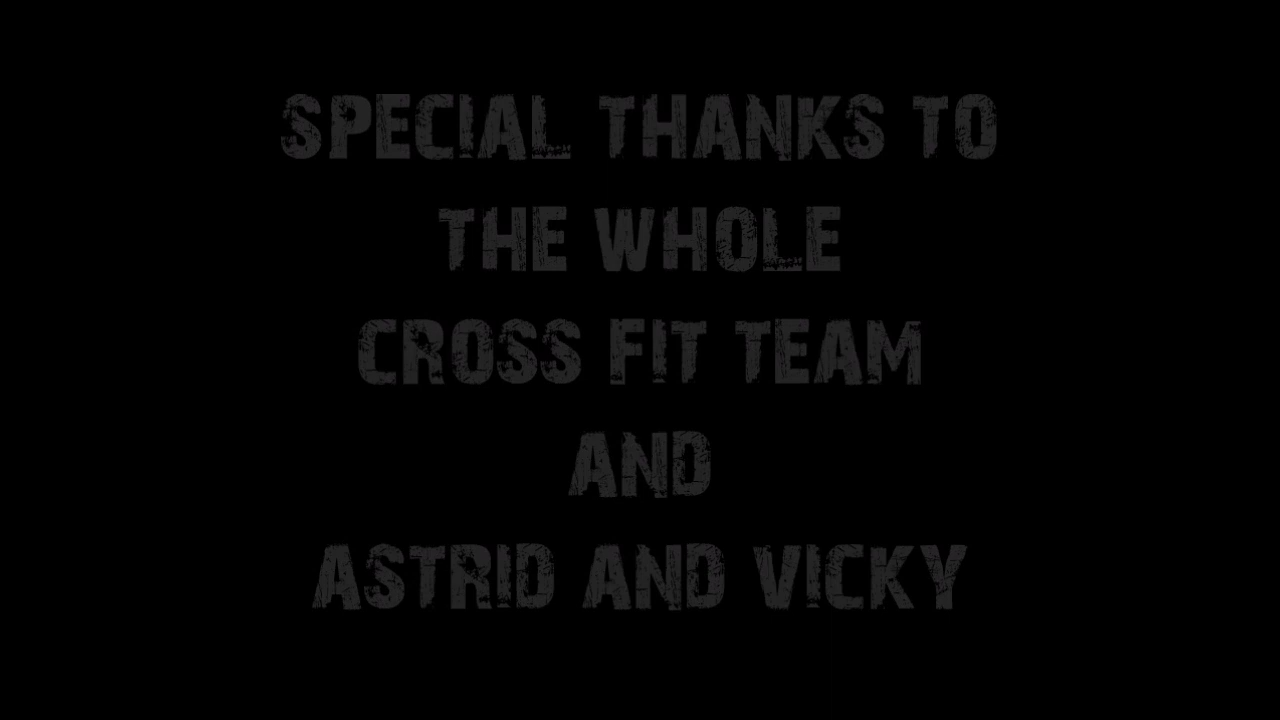 SPECIAL THANKS TO
THE WHOLE
CROSS FIT TEAM
AND
ASTRID AND VICKY